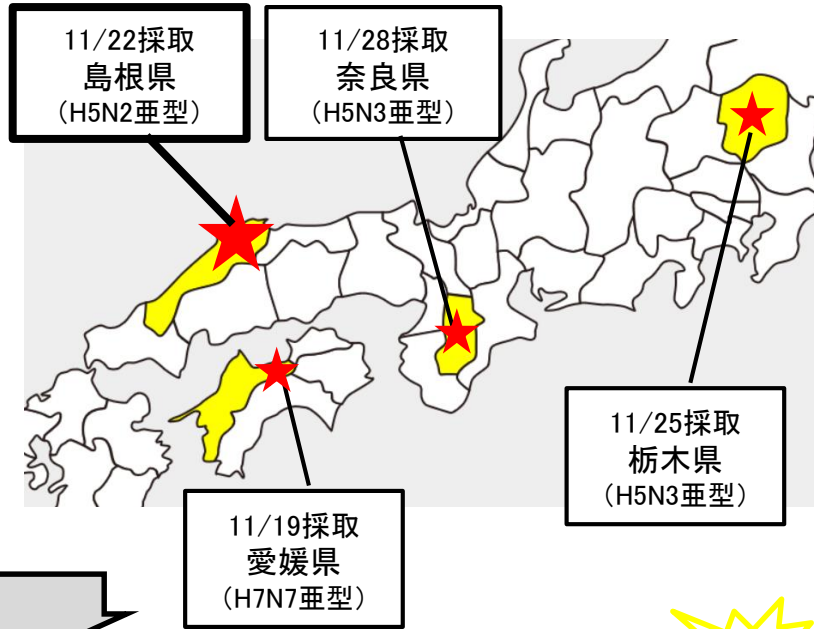 11/22採取
島根県
（H5N2亜型）
11/28採取
奈良県
（H5N3亜型）
11/25採取
栃木県
（H5N3亜型）
11/19採取
愛媛県
（H7N7亜型）